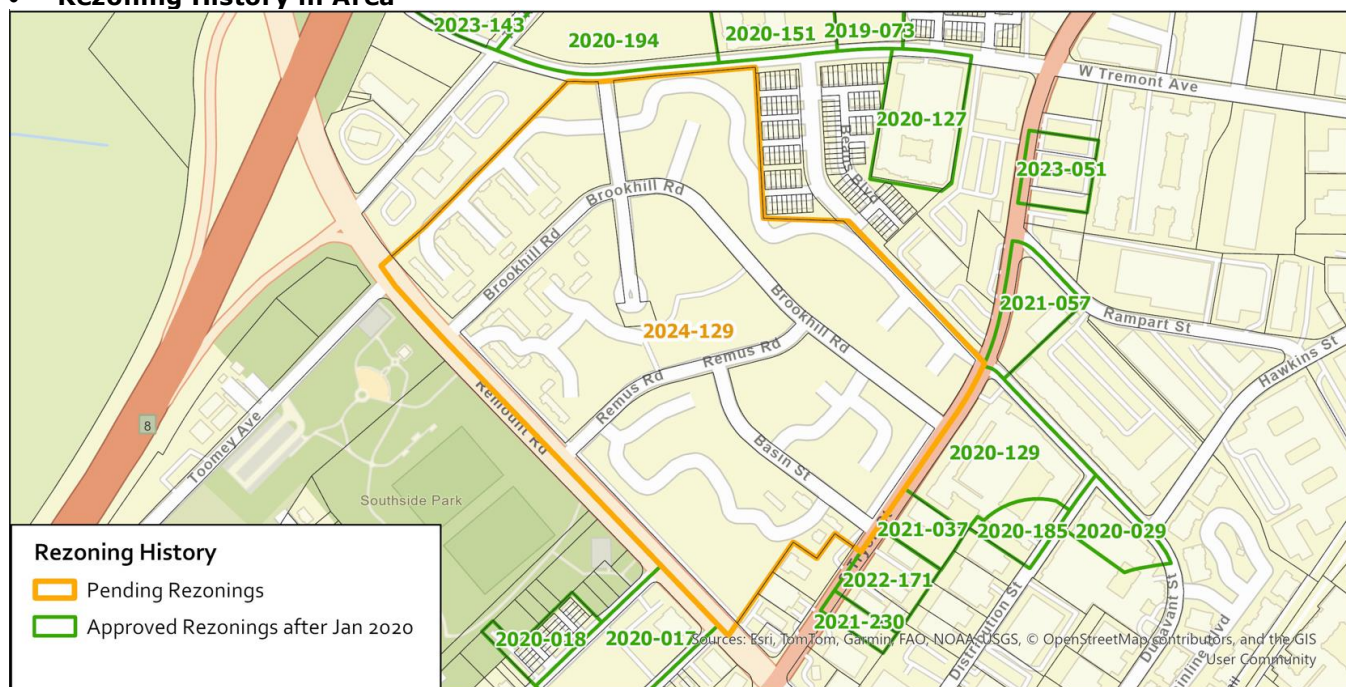 • Rezoning History in Area
2023-143
2020-194
2020-151
2019-073
W Tremont Ave
2020-127
Beans Blvd
2023-051
Brookhill Rd
Brookhill Rd
Brookhill Rd
2021-057
Rampart St
Hawkins St
2024-129
Remus Rd
Remus Rd
Remount Rd
8
Toomey Ave
Basin St
2020-129
Southside Park
2021-037
2020-185
2020-029
2022-171
2021-230
2020-018
2020-017
Distribution St
Dunavant St
Rezoning History
Pending Rezonings
Approved Rezonings after Jan 2020
Sources: Esri, TomTom, Garmin, FAO, NOAA, USGS, © OpenStreetMap contributors, and the GIS
User Community